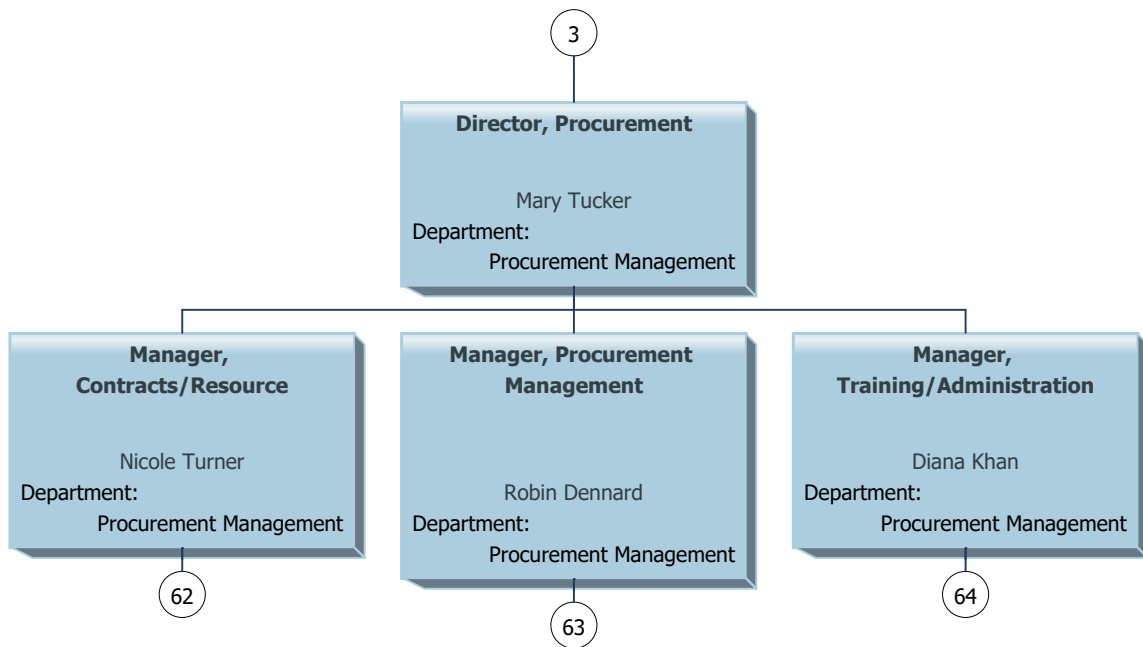 3
Director, Procurement
Mary Tucker
Department:
Procurement Management
Manager,
Contracts/Resource
Nicole Turner
Department:
Procurement Management
62
Manager, Procurement
Management
Robin Dennard
Department:
Procurement Management
63
Manager,
Training/Administration
Diana Khan
Department:
Procurement Management
64